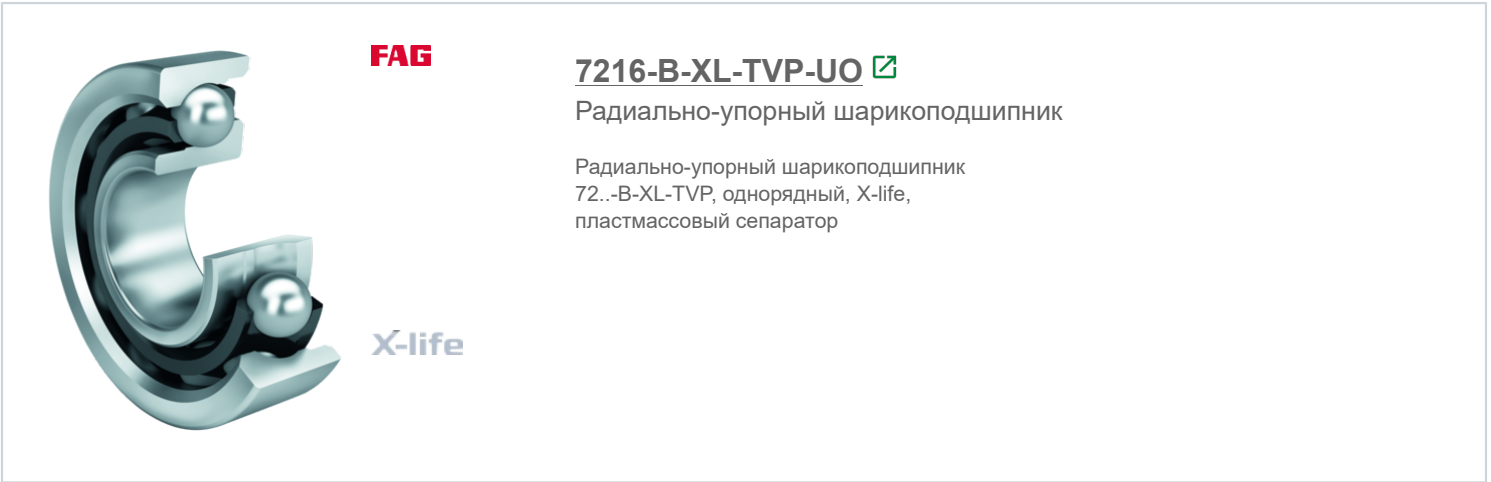 FAG
7216-B-XL-TVP-UO
Радиально-упорный шарикоподшипник
Радиально-упорный шарикоподшипник
72..-B-XL-TVP, однорядный, X-life,
пластмассовый сепаратор
X-life